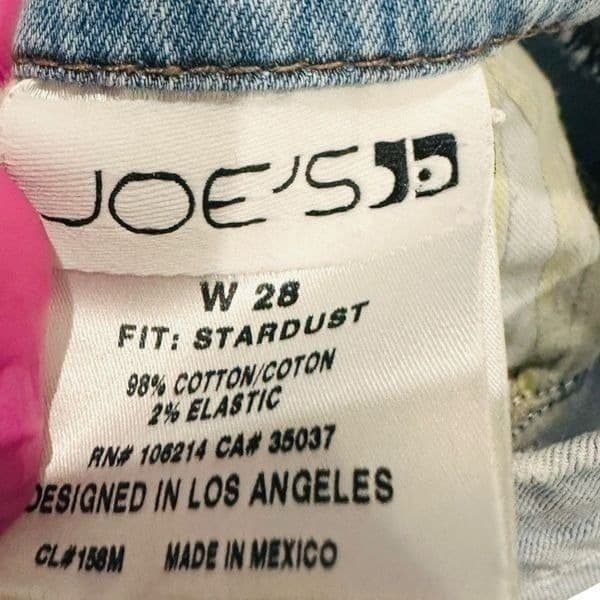 JOE'S
W 28
FIT: STARDUST
98% COTTON/COTON
2% ELASTIC
RN# 106214 CA# 35037
DESIGNED IN LOS ANGELES
CL#158M MADE IN MEXICO